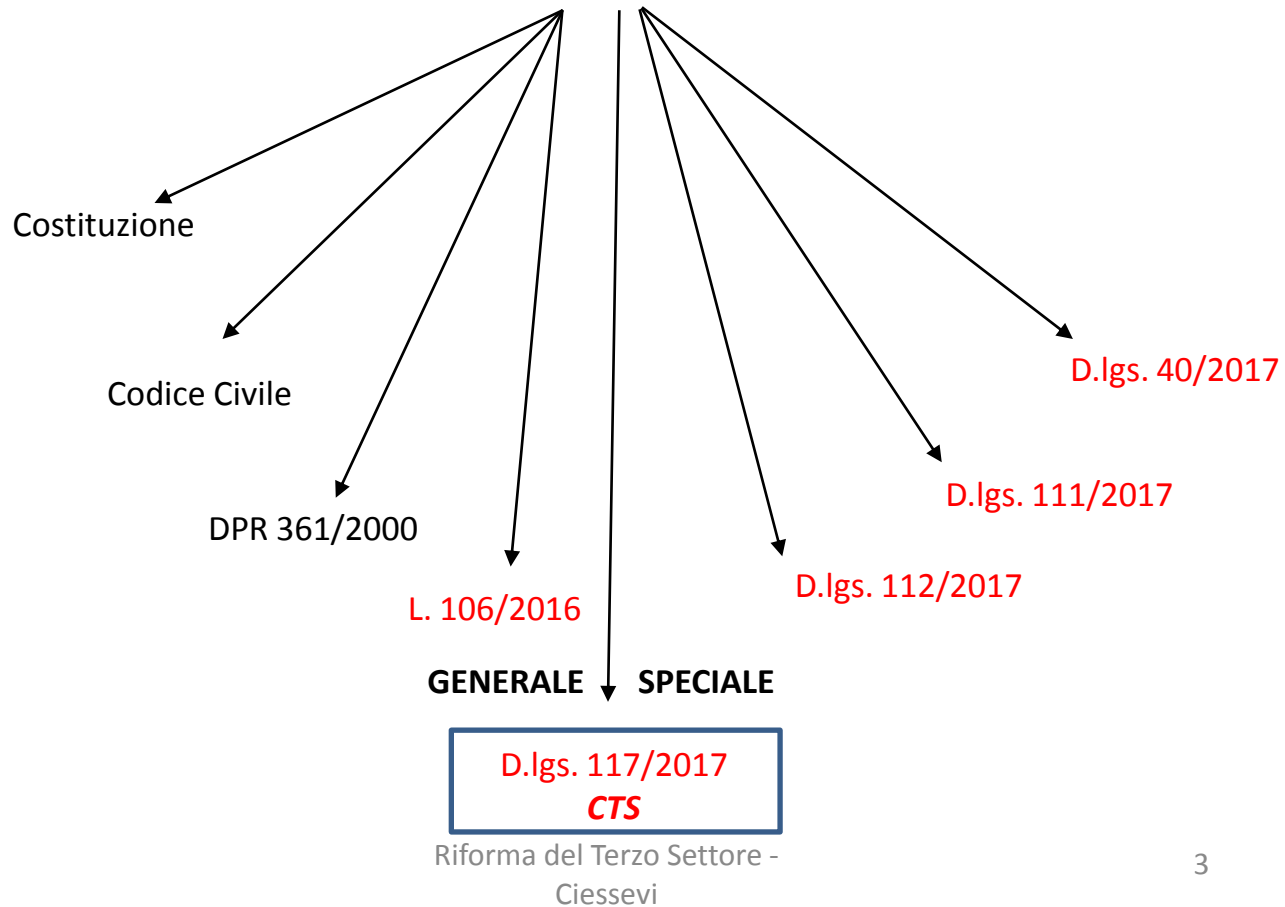 Costituzione
Codice Civile
DPR 361/2000
L. 106/2016
D.lgs. 40/2017
D.lgs. 111/2017
D.lgs. 112/2017
GENERALE SPECIALE
D.lgs. 117/2017
CTS
Riforma del Terzo Settore -
Ciessevi
3